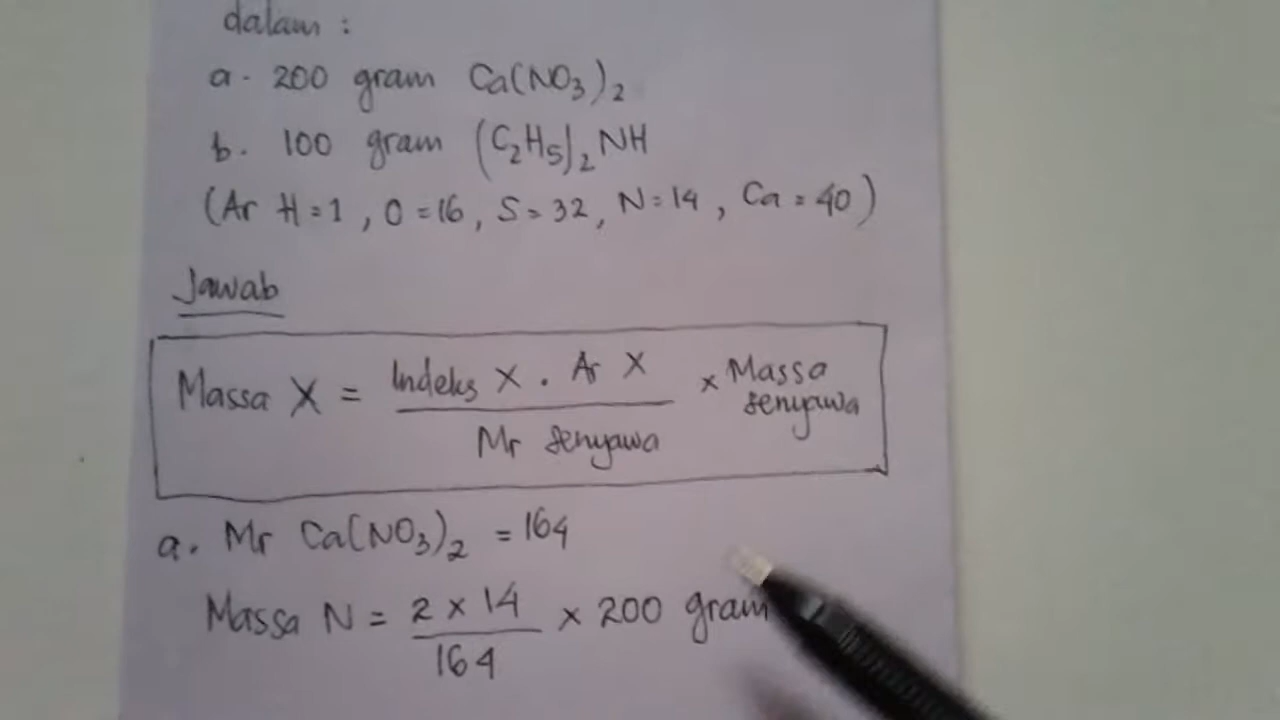 dalam :
a. 200 gram Ca(NO₃)₂
b. 100 gram (C₂H₅)₂NH
(Ar H=1, O=16, S=32, N=14, Ca=40)
Jawab
Massa X = Indeks X . Ar X / Mr senyawa × Massa senyawa
a. Mr Ca(NO₃)₂ = 164
Massa N = 2 × 14 / 164 × 200 gram